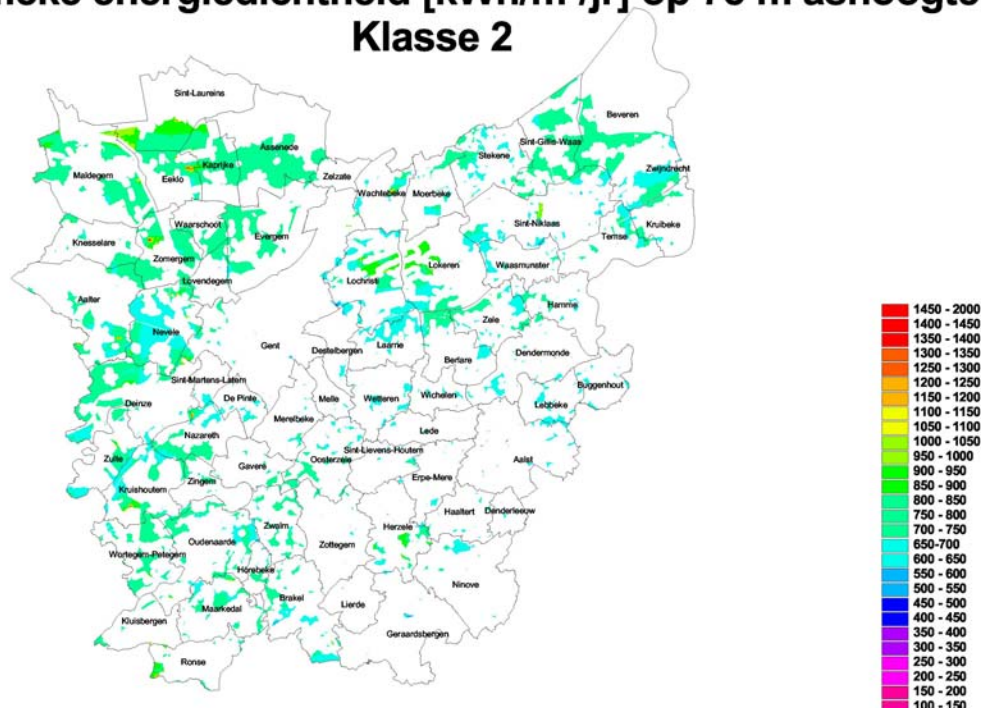 energiedichtheid [kWh/m²/jr] op 75 m ashoogte
Klasse 2
Sint-Laureins
Beveren
Assenede
Sint-Gillis-Waas
Stekene
Kaprijke
Zwijndrecht
Maldegem
Eeklo
Zelzate
Wachtebeke
Moerbeke
Waarschoot
Sint-Niklaas
Kruibeke
Evergem
Temse
Knesselare
Zomergem
Lokeren
Waasmunster
Lovendegem
Lochristi
Aalter
Hamme
Zele
Nevele
Gent
Destelbergen
Laarne
Dendermonde
Berlare
Sint-Martens-Latem
Buggenhout
De Pinte
Melle
Wetteren
Wichelen
Deinze
Lebbeke
Merelbeke
Lede
Nazareth
Sint-Lievens-Houtem
Zulte
Oosterzele
Aalst
Gavere
Erpe-Mere
Zingem
Kruishoutem
Haaltert
Denderleeuw
Zwalm
Herzele
Oudenaarde
Zottegem
Wortegem-Petegem
Horebeke
Ninove
Brakel
Lierde
Maarkedal
Kluisbergen
Geraardsbergen
Ronse
1450 - 2000
1400 - 1450
1350 - 1400
1300 - 1350
1250 - 1300
1200 - 1250
1150 - 1200
1100 - 1150
1050 - 1100
1000 - 1050
950 - 1000
900 - 950
850 - 900
800 - 850
750 - 800
700 - 750
650-700
600 - 650
550 - 600
500 - 550
450 - 500
400 - 450
350 - 400
300 - 350
250 - 300
200 - 250
150 - 200
100 - 150